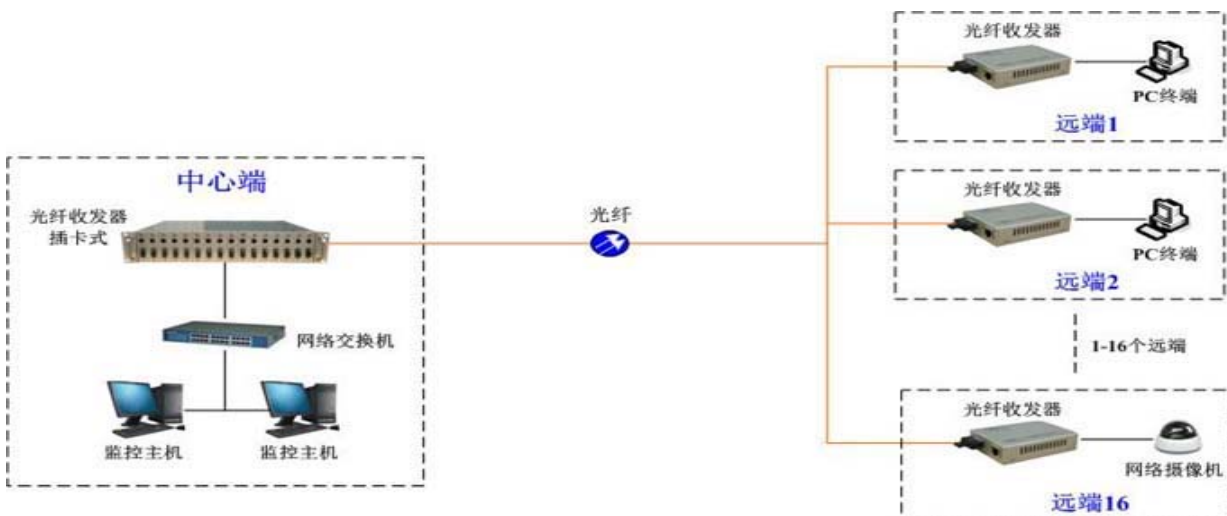 中心端
光纤收发器
插卡式
网络交换机
监控主机
监控主机
光纤
光纤收发器
PC终端
远端1
光纤收发器
PC终端
远端2
1-16个远端
光纤收发器
网络摄像机
远端16